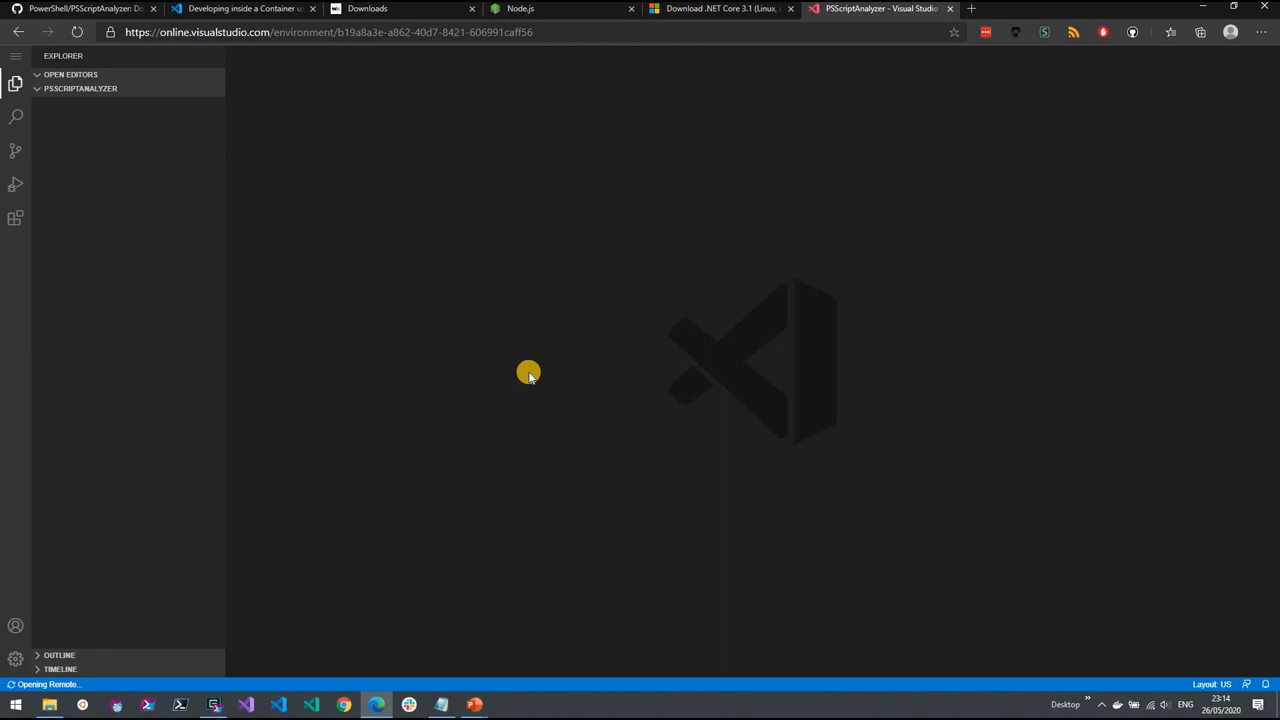 PowerShell/PSScriptAnalyzer: Do
Developing inside a Container us
Downloads
Node.js
Download .NET Core 3.1 (Linux,
PSScriptAnalyzer - Visual Studio
https://online.visualstudio.com/environment/b19a8a3e-a862-40d7-8421-606991caff56
EXPLORER
OPEN EDITORS
PSSCRIPTANALYZER
OUTLINE
TIMELINE
Opening Remote...
Layout: US
Desktop
ENG
23:14
26/05/2020